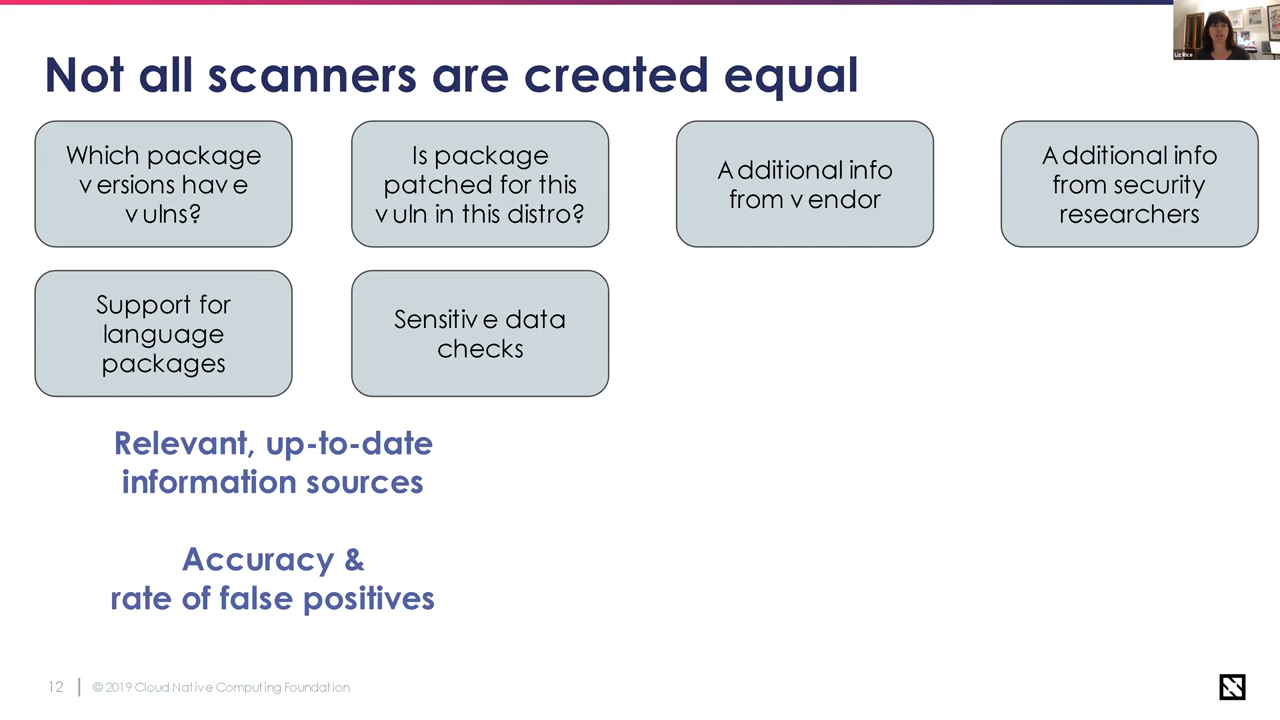 Liz Rice
Not all scanners are created equal
Which package
versions have
vulns?
Is package
patched for this
vuln in this distro?
Additional info
from vendor
Additional info
from security
researchers
Support for
language
packages
Sensitive data
checks
Relevant, up-to-date
information sources
Accuracy &
rate of false positives
12
© 2019 Cloud Native Computing Foundation